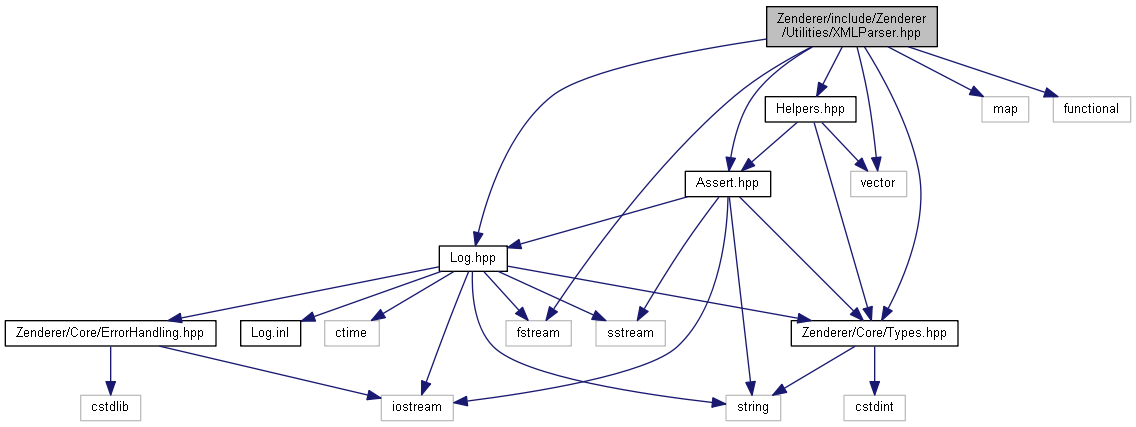 Zenderer/include/Zenderer
/Utilities/XMLParser.hpp
Helpers.hpp
map
functional
Assert.hpp
vector
Log.hpp
Zenderer/Core/ErrorHandling.hpp
Log.inl
ctime
fstream
sstream
Zenderer/Core/Types.hpp
cstdlib
iostream
string
cstdint